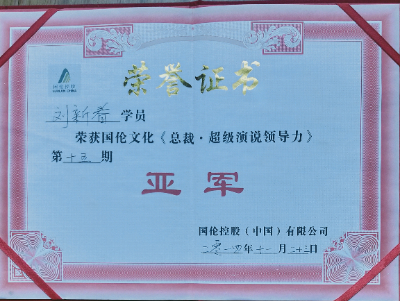 荣誉证书
刘新春 学员
荣获国伦文化《总裁·超级演说领导力》
第十五期
亚军
国伦控股（中国）有限公司
二零一四年十一月二十二日